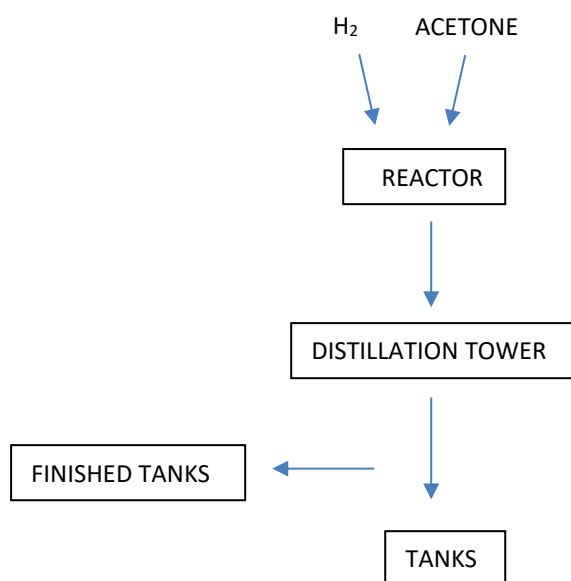 H₂ ACETONE
REACTOR
DISTILLATION TOWER
FINISHED TANKS
TANKS